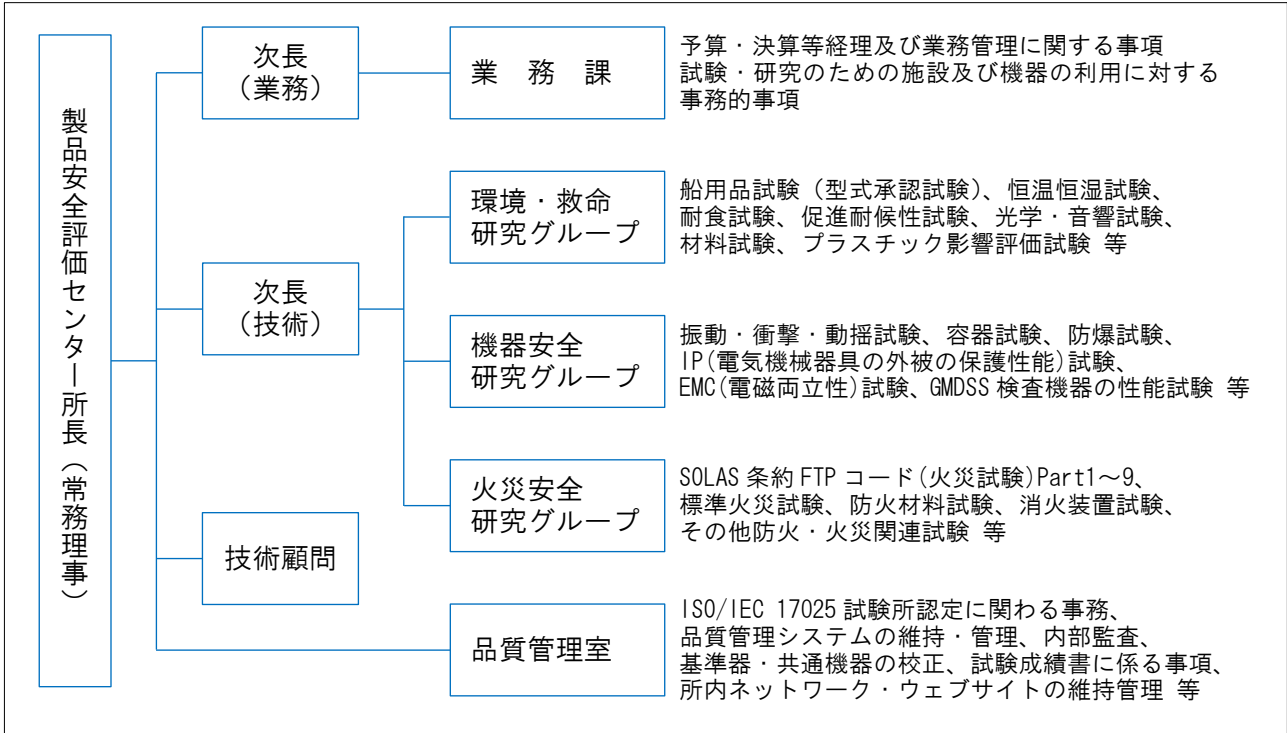 製品安全評価センター所長（常務理事）
次長
（業務）
業　務　課
予算・決算等経理及び業務管理に関する事項
試験・研究のための施設及び機器の利用に対する
事務的事項
次長
（技術）
環境・救命
研究グループ
船用品試験（型式承認試験）、恒温恒湿試験、
耐食試験、促進耐候性試験、光学・音響試験、
材料試験、プラスチック影響評価試験 等
機器安全
研究グループ
振動・衝撃・動揺試験、容器試験、防爆試験、
IP(電気機械器具の外被の保護性能)試験、
EMC(電磁両立性)試験、GMDSS 検査機器の性能試験 等
火災安全
研究グループ
SOLAS 条約 FTP コード(火災試験)Part1～9、
標準火災試験、防火材料試験、消火装置試験、
その他防火・火災関連試験 等
技術顧問
品質管理室
ISO/IEC 17025 試験所認定に関わる事務、
品質管理システムの維持・管理、内部監査、
基準器・共通機器の校正、試験成績書に係る事項、
所内ネットワーク・ウェブサイトの維持管理 等